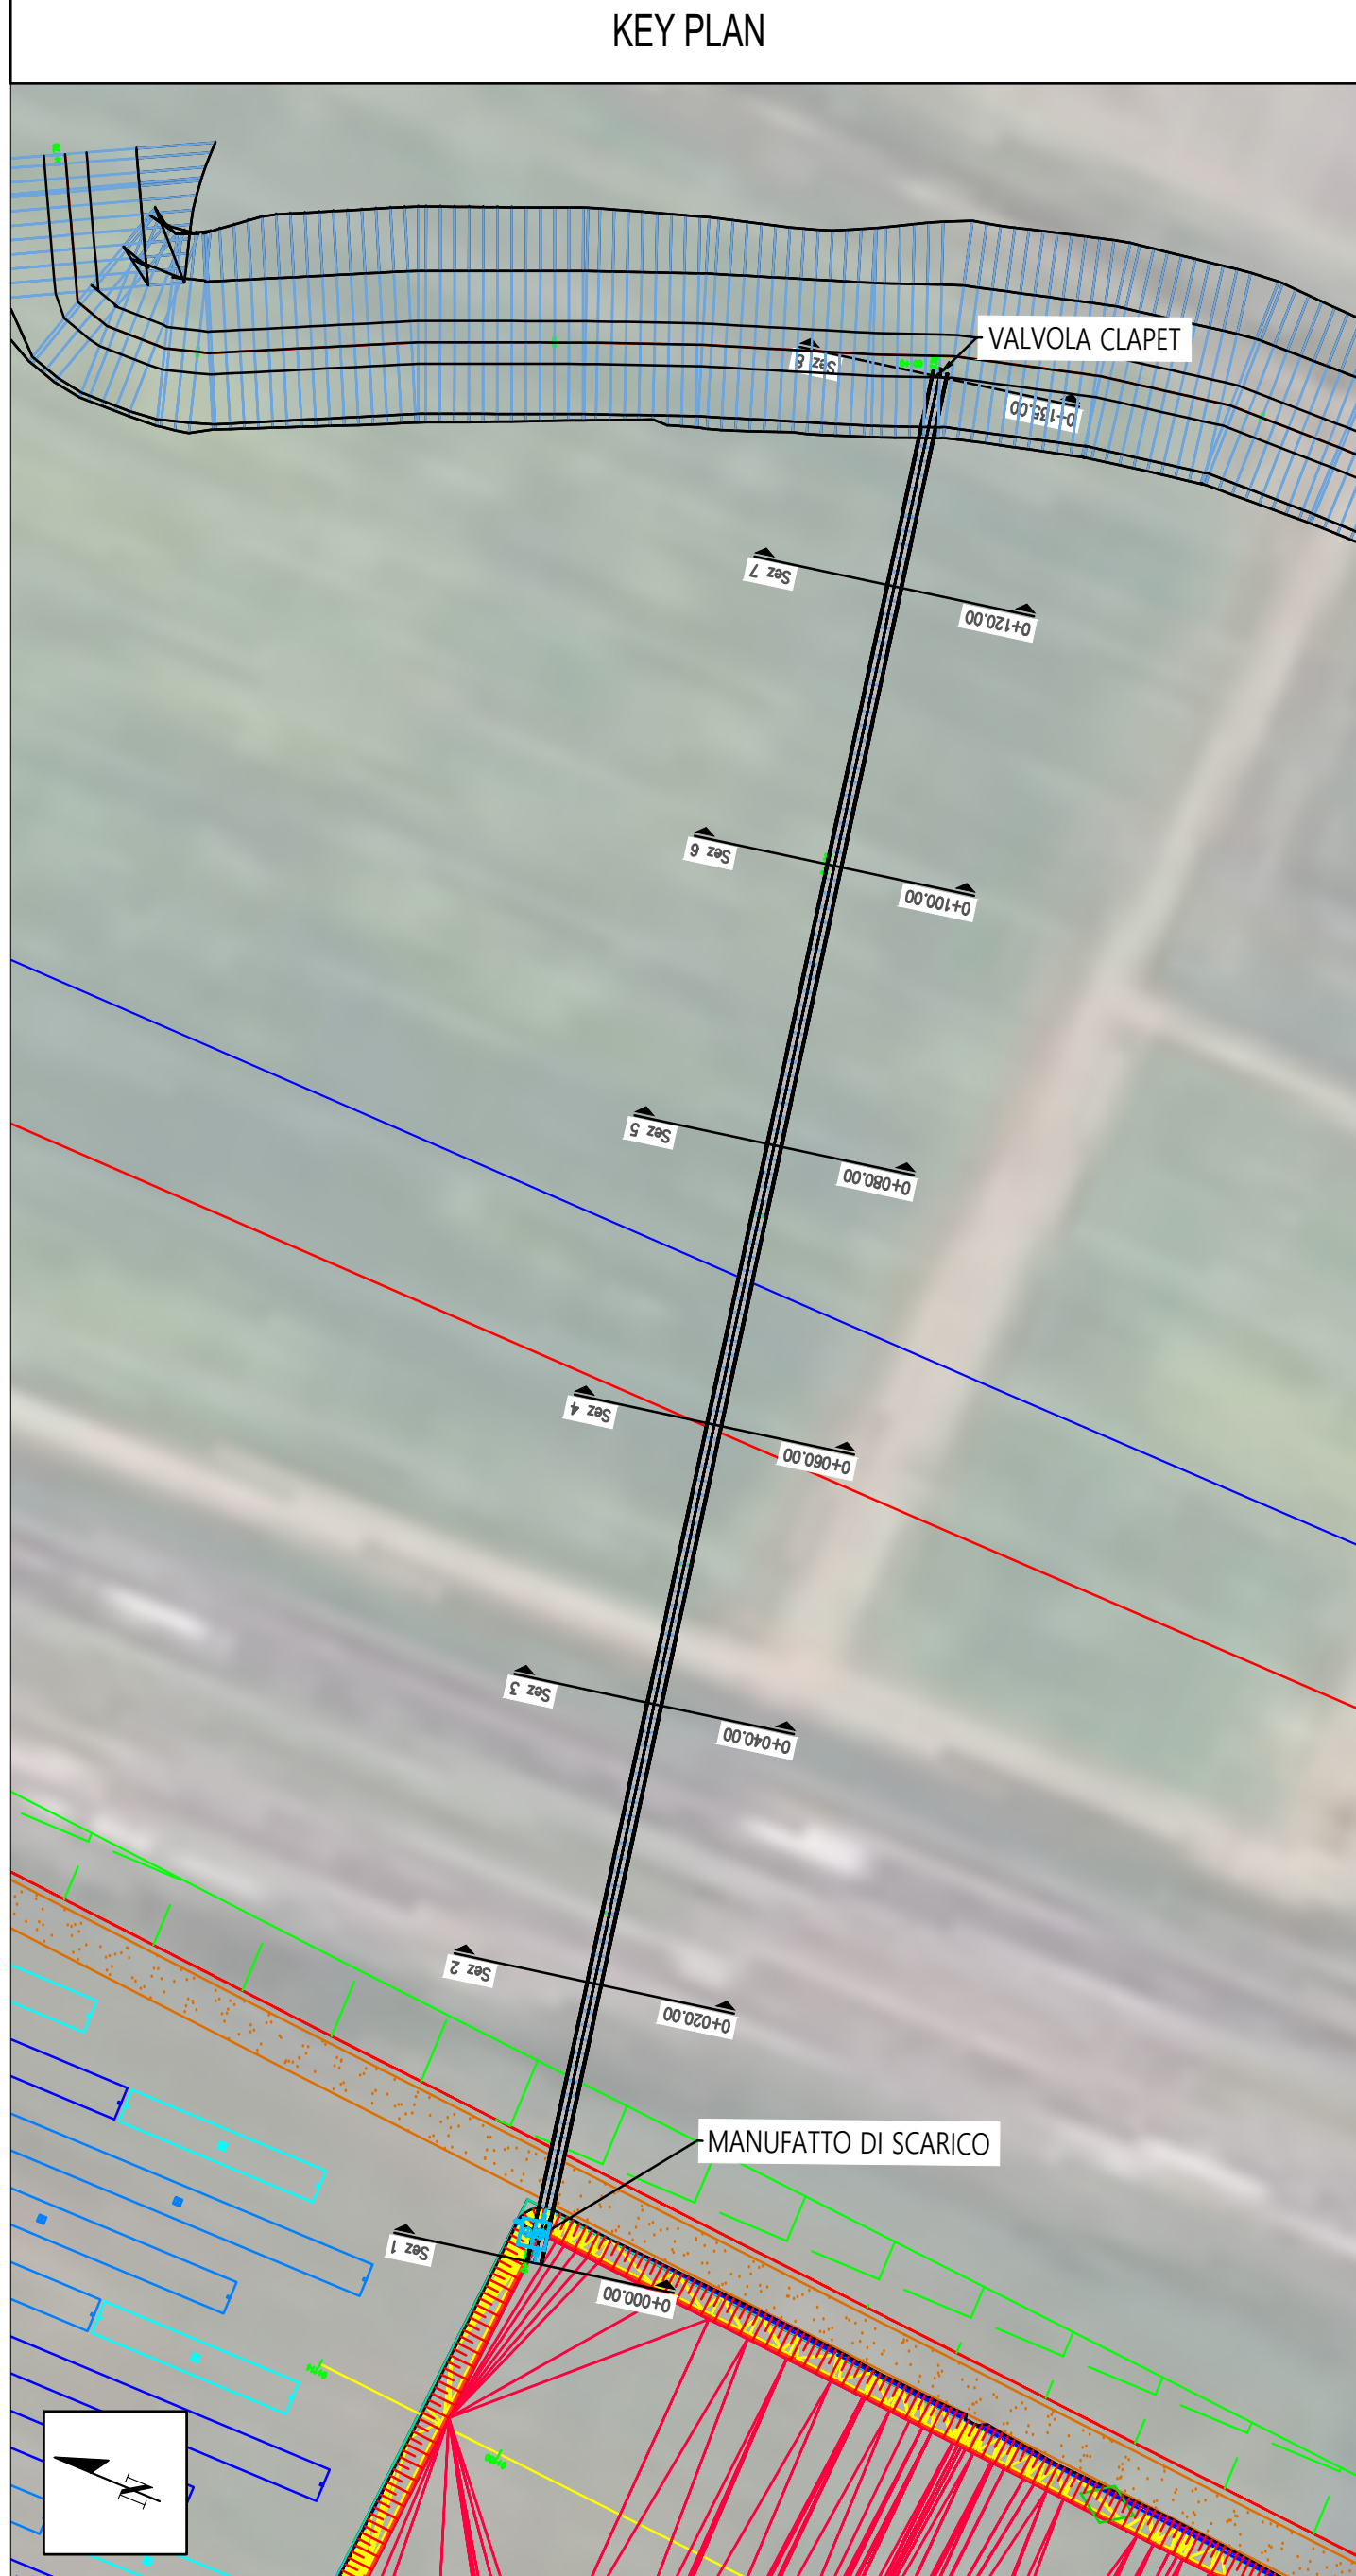 KEY PLAN
VALVOLA CLAPET
Sez 8
0+135.00
Sez 7
0+120.00
Sez 6
0+100.00
Sez 5
0+080.00
Sez 4
0+060.00
Sez 3
0+040.00
Sez 2
0+020.00
MANUFATTO DI SCARICO
Sez 1
0+000.00
N